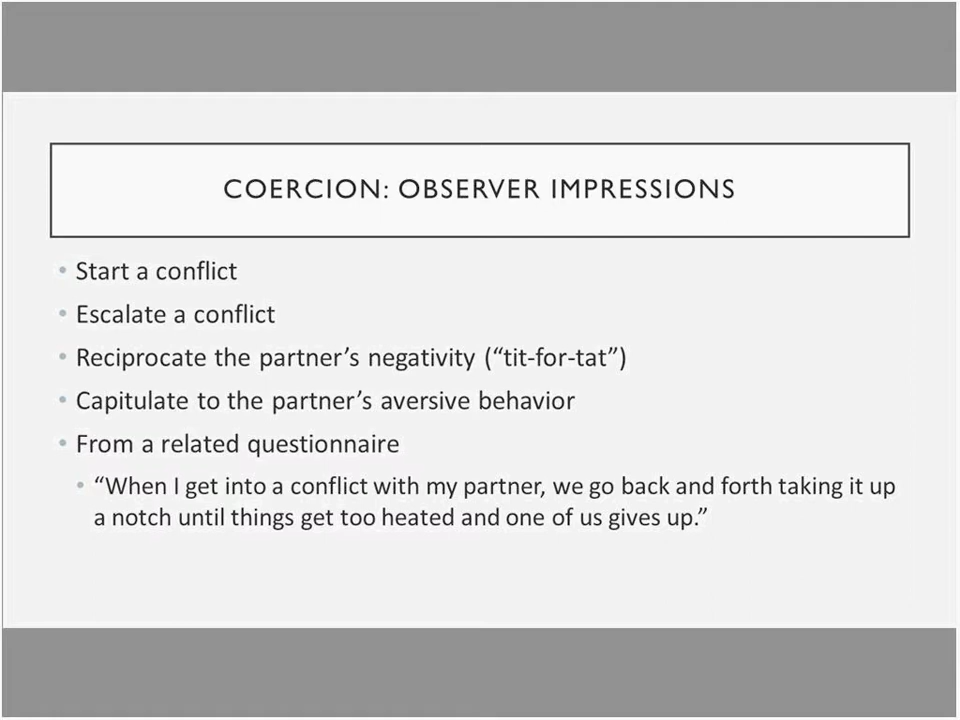 COERCION: OBSERVER IMPRESSIONS
• Start a conflict
• Escalate a conflict
• Reciprocate the partner’s negativity (“tit-for-tat”)
• Capitulate to the partner’s aversive behavior
• From a related questionnaire
• “When I get into a conflict with my partner, we go back and forth taking it up
a notch until things get too heated and one of us gives up.”